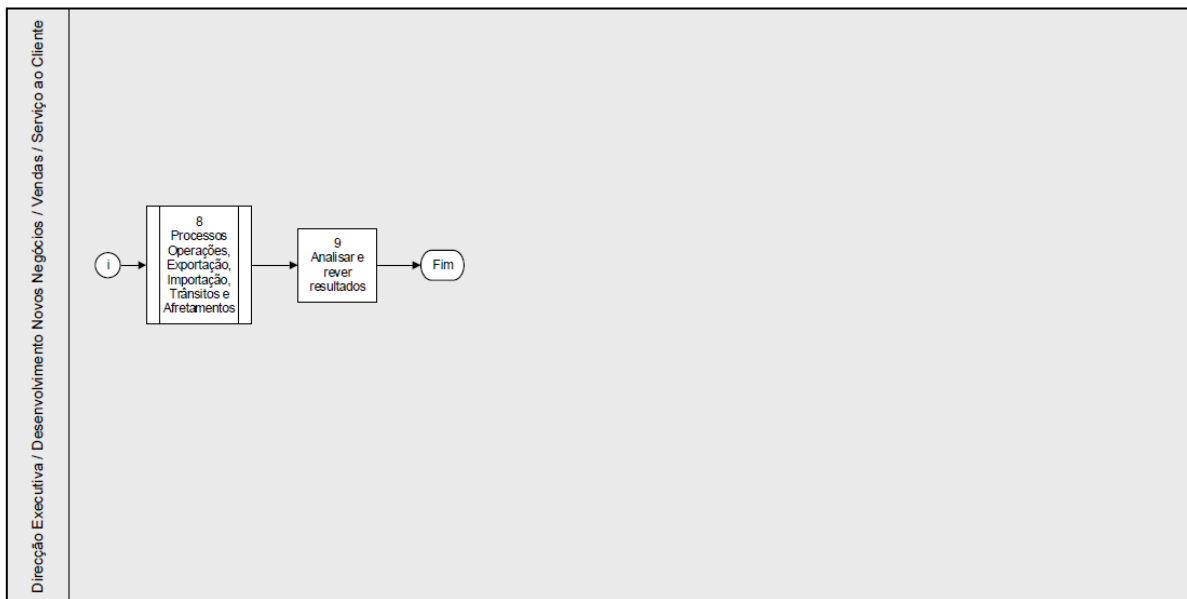 Direcção Executiva / Desenvolvimento Novos Negócios / Vendas / Serviço ao Cliente
i
8
Processos
Operações,
Exportação,
Importação,
Trânsitos e
Afretamentos
9
Analisar e
rever
resultados
Fim